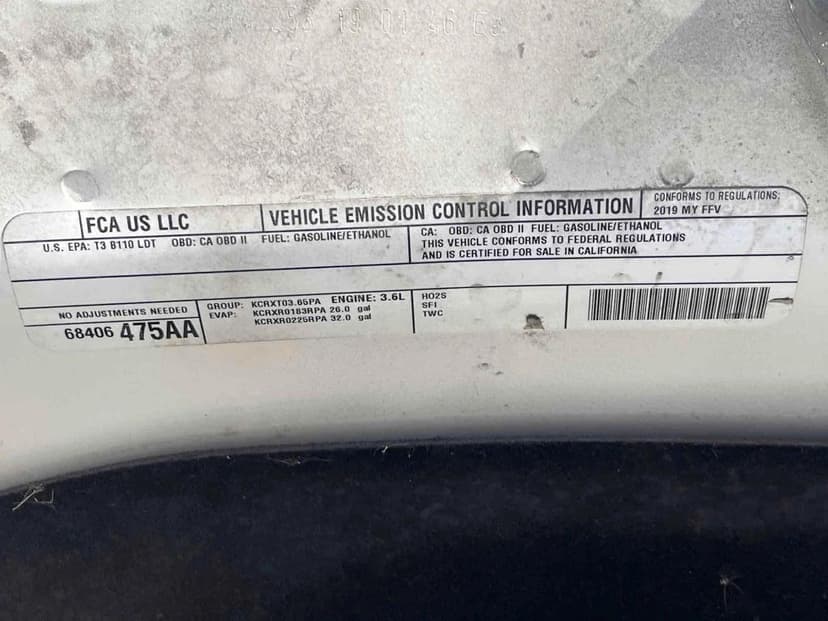 FCA US LLC
VEHICLE EMISSION CONTROL INFORMATION
CONFORMS TO REGULATIONS:
2019 MY FFV
U.S. EPA: T3 B110 LDT OBD: CA OBD II FUEL: GASOLINE/ETHANOL
CA: OBD: CA OBD II FUEL: GASOLINE/ETHANOL
THIS VEHICLE CONFORMS TO FEDERAL REGULATIONS
AND IS CERTIFIED FOR SALE IN CALIFORNIA
NO ADJUSTMENTS NEEDED
68406 475AA
GROUP: KCRXT03.65PA ENGINE: 3.6L
EVAP: KCRXR0183RPA 26.0 gal
KCRXR0225RPA 32.0 gal
HO2S
SFI
TWC